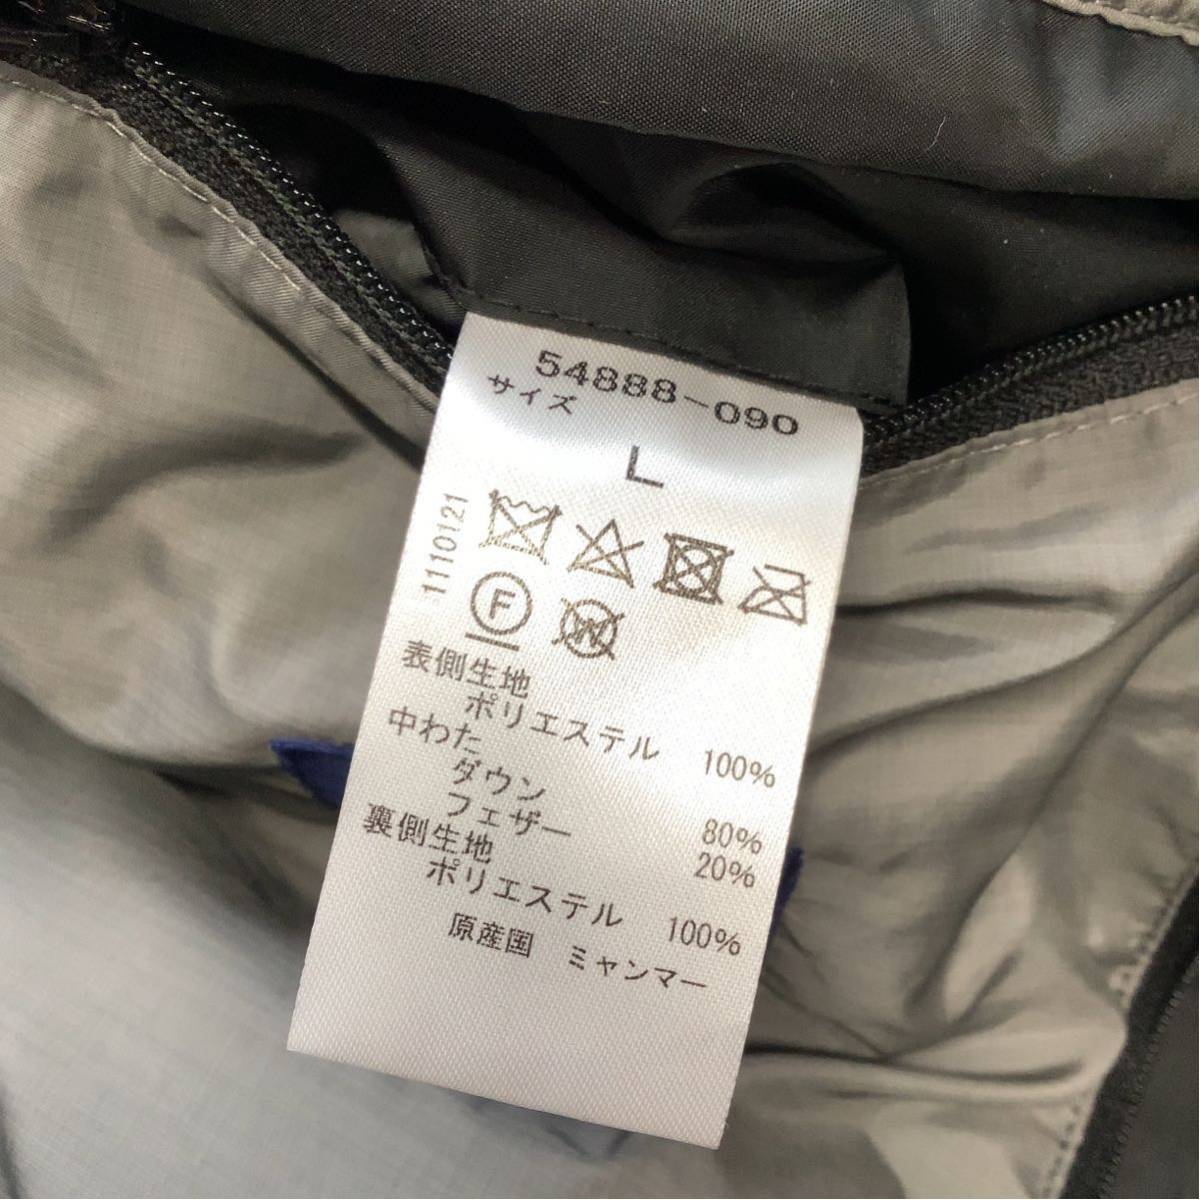 54888-090
サイズ
L
1110121
F
W
表側生地
ポリエステル 100%
中わた
ダウン 80%
フェザー 20%
裏側生地
ポリエステル 100%
原産国 ミャンマー